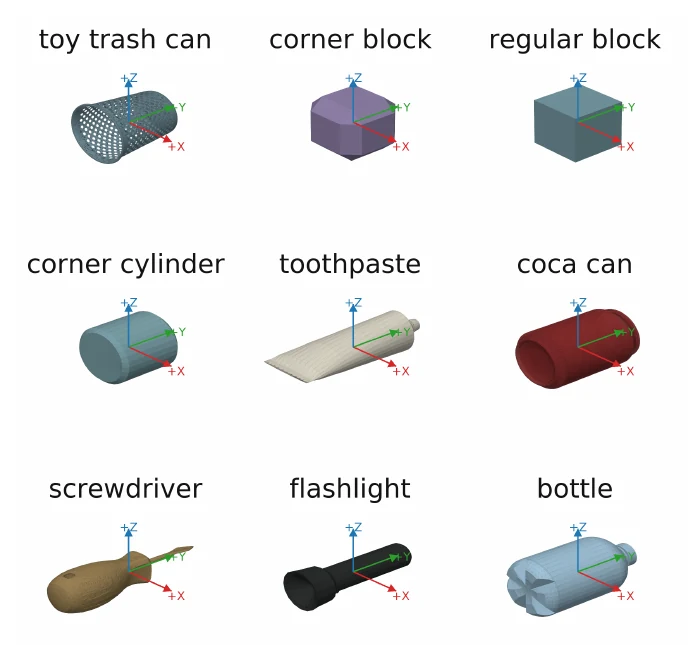 toy trash can
corner block
regular block
+Z
+Y
+X
+Z
+Y
+X
+Z
+Y
+X
corner cylinder
toothpaste
coca can
+Z
+Y
+X
+Z
+Y
+X
+Z
+Y
+X
screwdriver
flashlight
bottle
+Z
+Y
+X
+Z
+Y
+X
+Z
+Y
+X